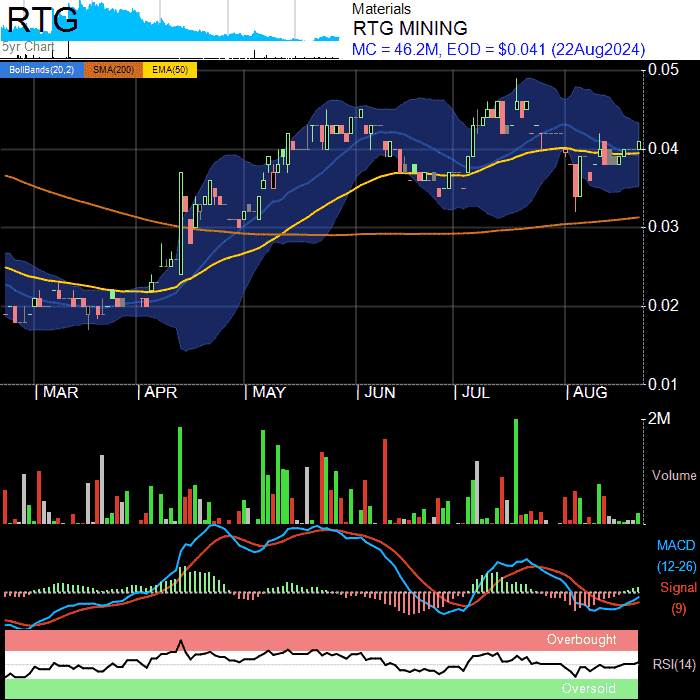 RTG
5yr Chart
Materials
RTG MINING
MC = 46.2M, EOD = $0.041 (22Aug2024)
BollBands(20,2) SMA(200) EMA(50)
0.05
0.04
0.03
0.02
0.01
| MAR | APR | MAY | JUN | JUL | AUG
2M
Volume
MACD
(12-26)
Signal
(9)
Overbought
RSI(14)
Oversold